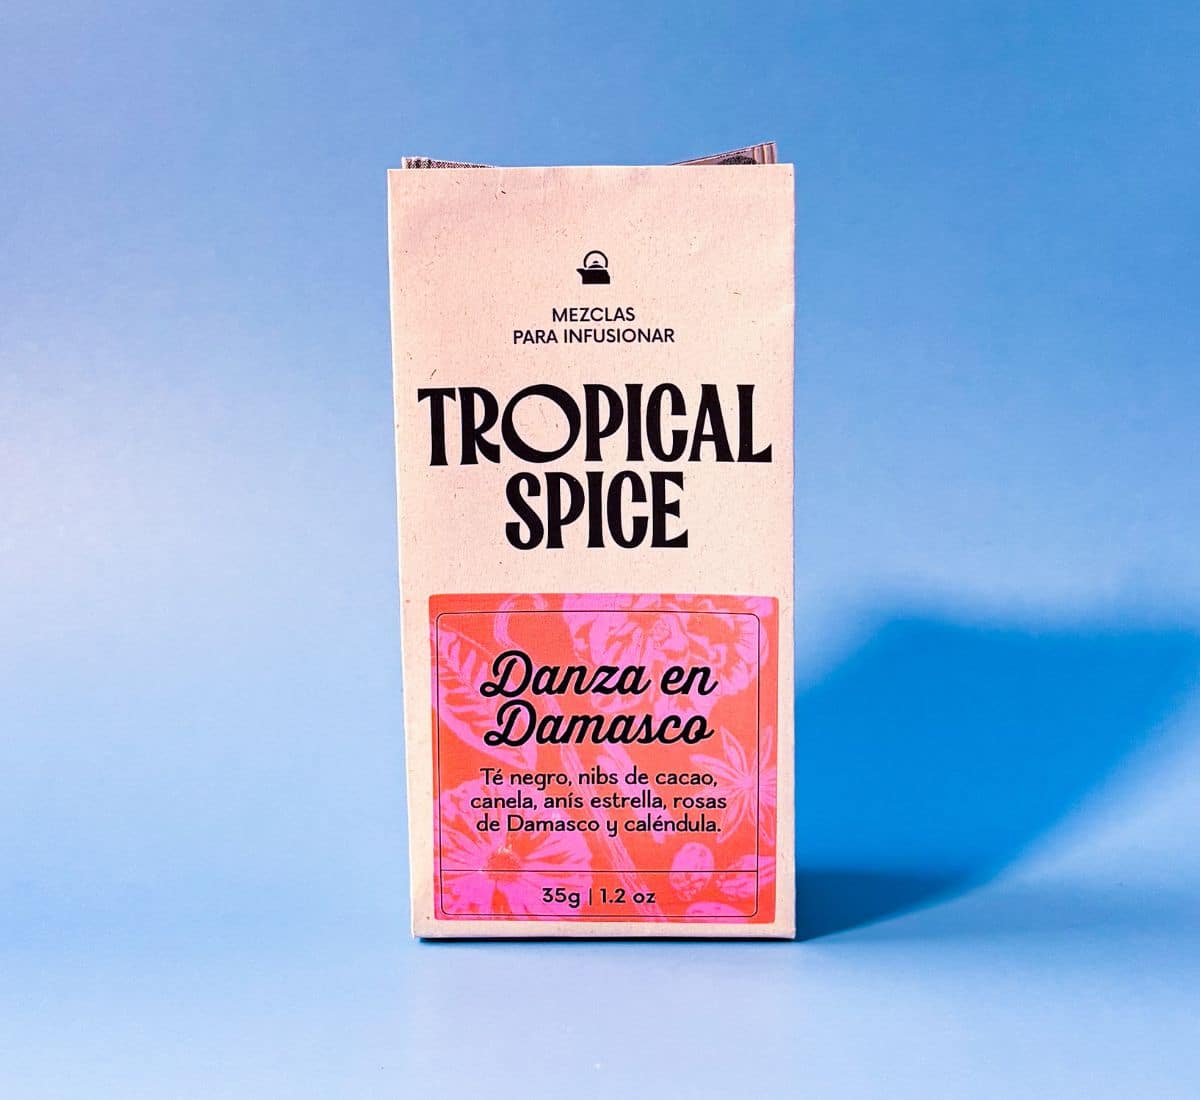 MEZCLAS
PARA INFUSIONAR
TROPICAL
SPICE
Danza en
Damasco
Té negro, nibs de cacao,
canela, anís estrella, rosas
de Damasco y caléndula.
35g | 1.2 oz